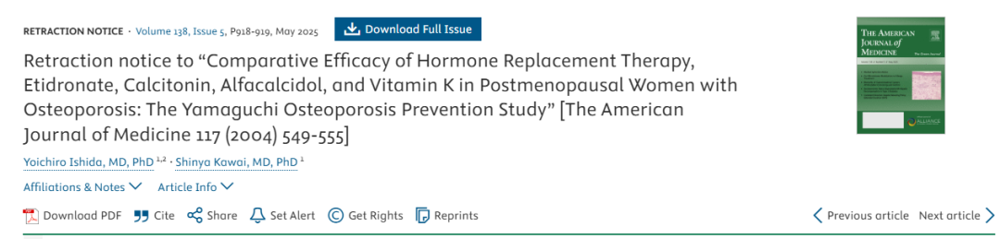 RETRACTION NOTICE · Volume 138, Issue 5, P918-919, May 2025
Download Full Issue
Retraction notice to “Comparative Efficacy of Hormone Replacement Therapy,
Etidronate, Calcitonin, Alfacalcidol, and Vitamin K in Postmenopausal Women with
Osteoporosis: The Yamaguchi Osteoporosis Prevention Study” [The American
Journal of Medicine 117 (2004) 549-555]
Yoichiro Ishida, MD, PhD 1,2 · Shinya Kawai, MD, PhD 1
Affiliations & Notes Article Info
Download PDF Cite Share Set Alert Get Rights Reprints
Previous article Next article
THE AMERICAN
JOURNAL of
MEDICINE
ALLIANCE